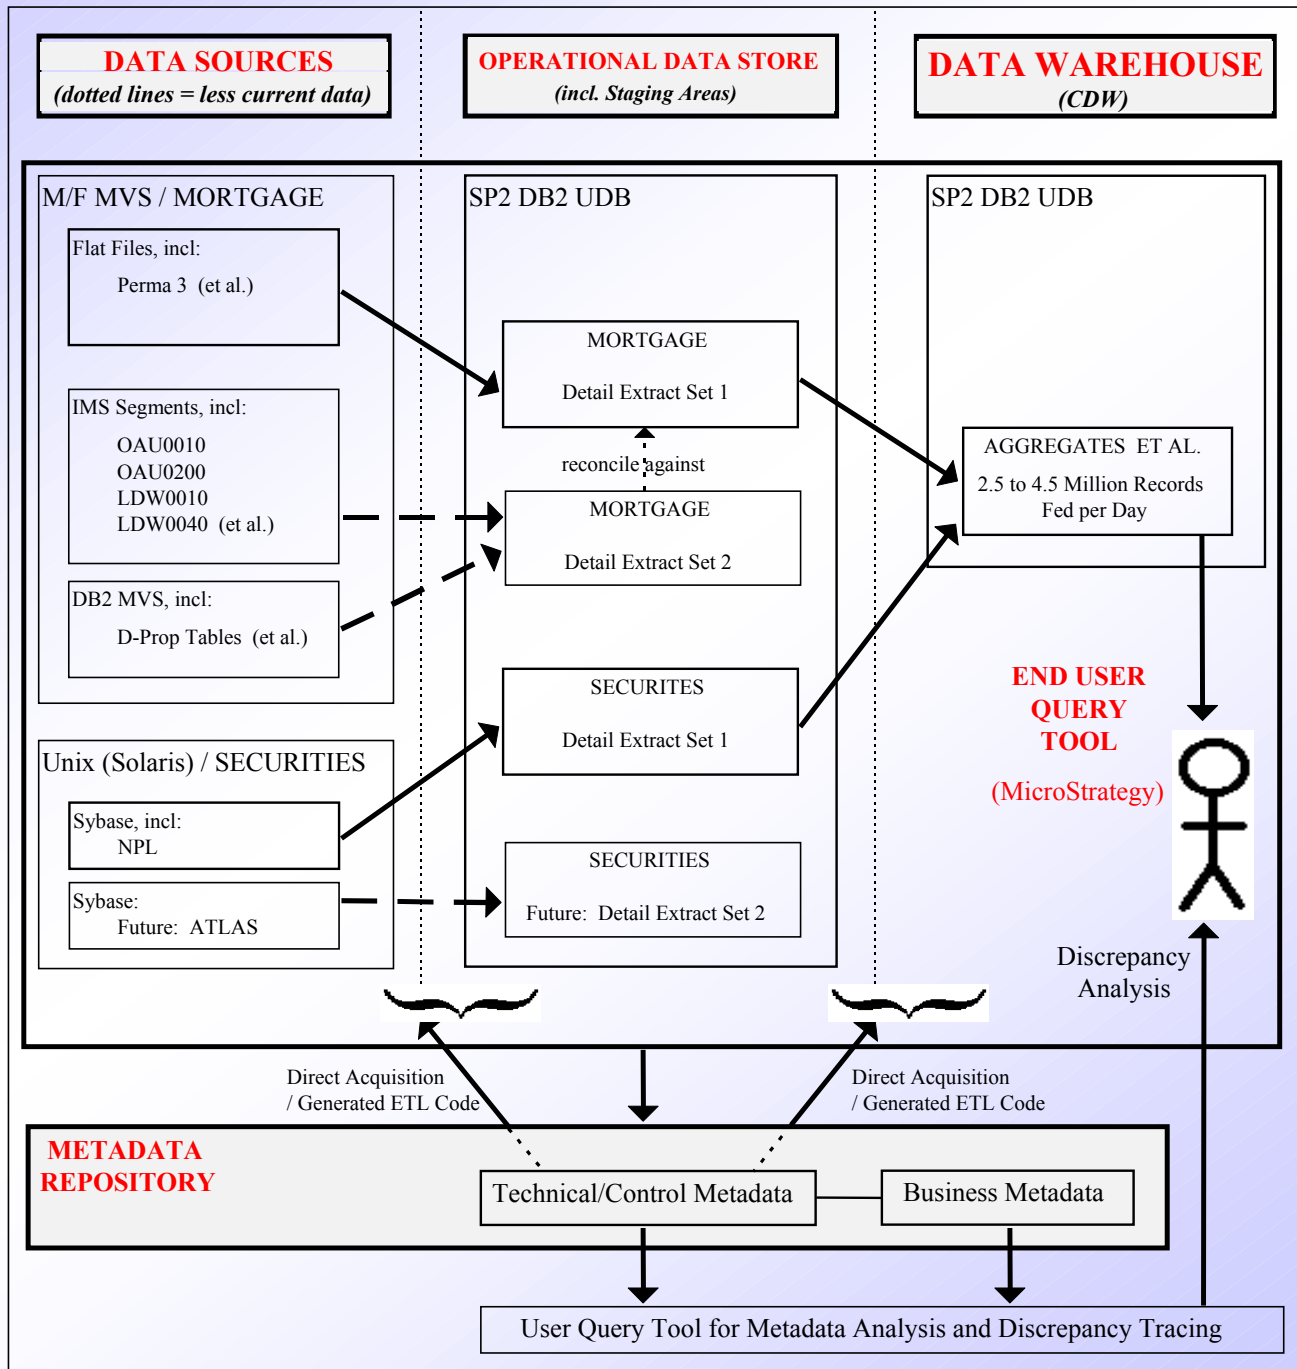 DATA SOURCES
(dotted lines = less current data)
OPERATIONAL DATA STORE
(incl. Staging Areas)
DATA WAREHOUSE
(CDW)
M/F MVS / MORTGAGE
Flat Files, incl:
Perma 3 (et al.)
IMS Segments, incl:
OAU0010
OAU0200
LDW0010
LDW0040 (et al.)
DB2 MVS, incl:
D-Prop Tables (et al.)
Unix (Solaris) / SECURITIES
Sybase, incl:
NPL
Sybase:
Future: ATLAS
SP2 DB2 UDB
MORTGAGE
Detail Extract Set 1
reconcile against
MORTGAGE
Detail Extract Set 2
SECURITES
Detail Extract Set 1
SECURITIES
Future: Detail Extract Set 2
SP2 DB2 UDB
AGGREGATES ET AL.
2.5 to 4.5 Million Records
Fed per Day
END USER
QUERY
TOOL
(MicroStrategy)
Discrepancy
Analysis
Direct Acquisition
/ Generated ETL Code
Direct Acquisition
/ Generated ETL Code
METADATA
REPOSITORY
Technical/Control Metadata
Business Metadata
User Query Tool for Metadata Analysis and Discrepancy Tracing